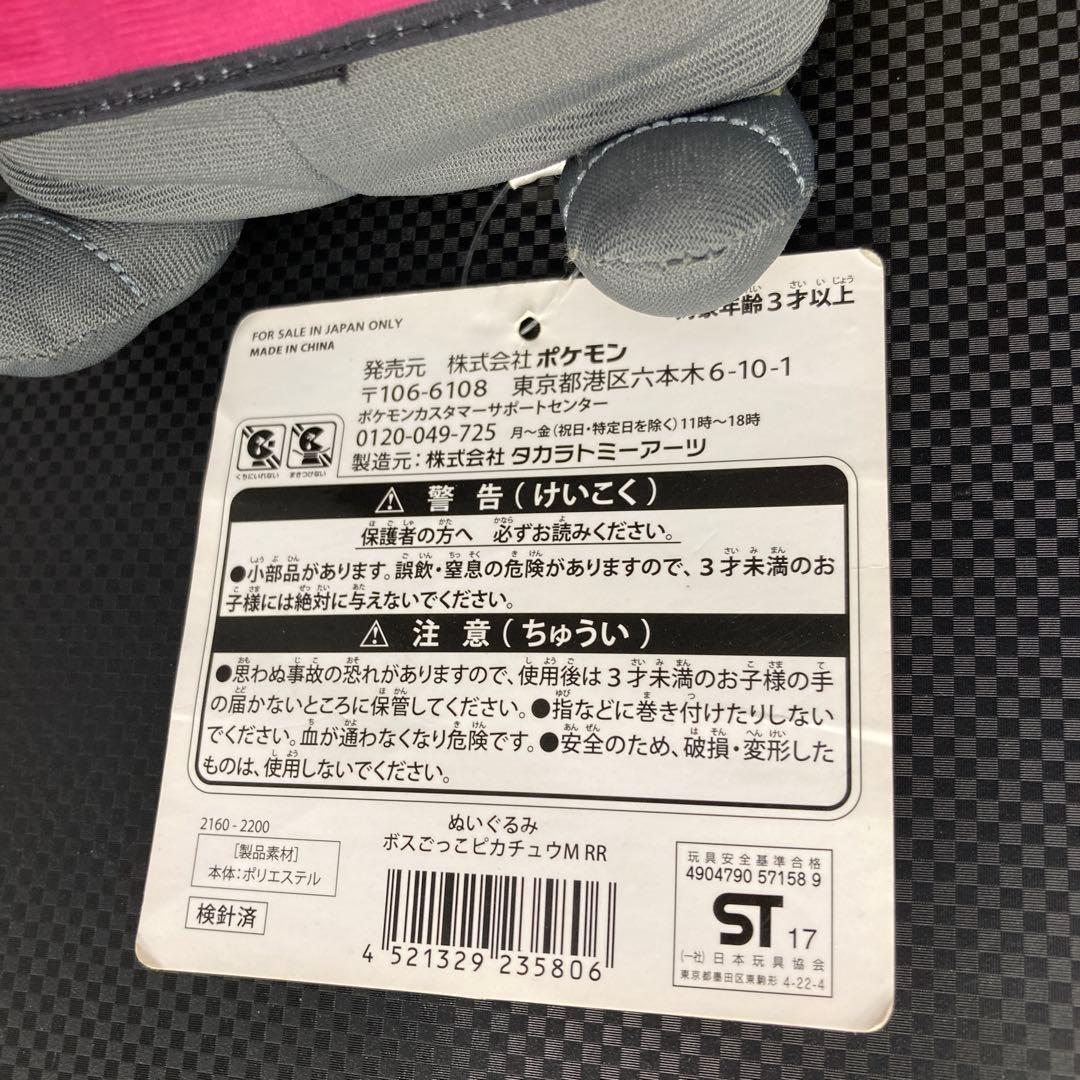 FOR SALE IN JAPAN ONLY
MADE IN CHINA
年齢3才以上
発売元 株式会社ポケモン
〒106-6108 東京都港区六本木6-10-1
ポケモンカスタマーサポートセンター
0120-049-725 月〜金(祝日・特定日を除く)11時〜18時
製造元:株式会社 タカラトミーアーツ
くちにいれない まきつけない
⚠ 警告(けいこく)
保護者の方へ 必ずお読みください。
●小部品があります。誤飲・窒息の危険がありますので、3才未満のお
子様には絶対に与えないでください。
⚠ 注意(ちゅうい)
●思わぬ事故の恐れがありますので、使用後は3才未満のお子様の手
の届かないところに保管してください。●指などに巻き付けたりしない
でください。血が通わなくなり危険です。●安全のため、破損・変形した
ものは、使用しないでください。
2160-2200
[製品素材]
本体:ポリエステル
検針済
ぬいぐるみ
ボスごっこピカチュウM RR
4 521329 235806
玩具安全基準合格
4904790 57158 9
ST 17
(一社)日本玩具協会
東京都墨田区東駒形 4-22-4